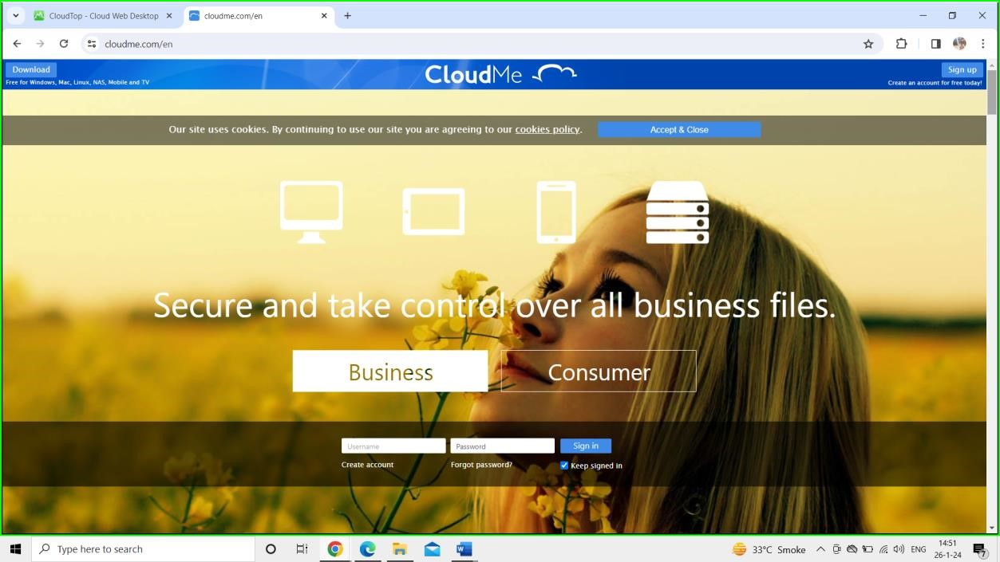 CloudTop - Cloud Web Desktop
cloudme.com/en
cloudme.com/en
Download
Free for Windows, Mac, Linux, NAS, Mobile and TV
CloudMe
Sign up
Create an account for free today!
Our site uses cookies. By continuing to use our site you are agreeing to our cookies policy.
Accept & Close
Secure and take control over all business files.
Business
Consumer
Username
Password
Sign in
Create account
Forgot password?
Keep signed in
Type here to search
33°C Smoke
ENG
14:51
26-1-24
7